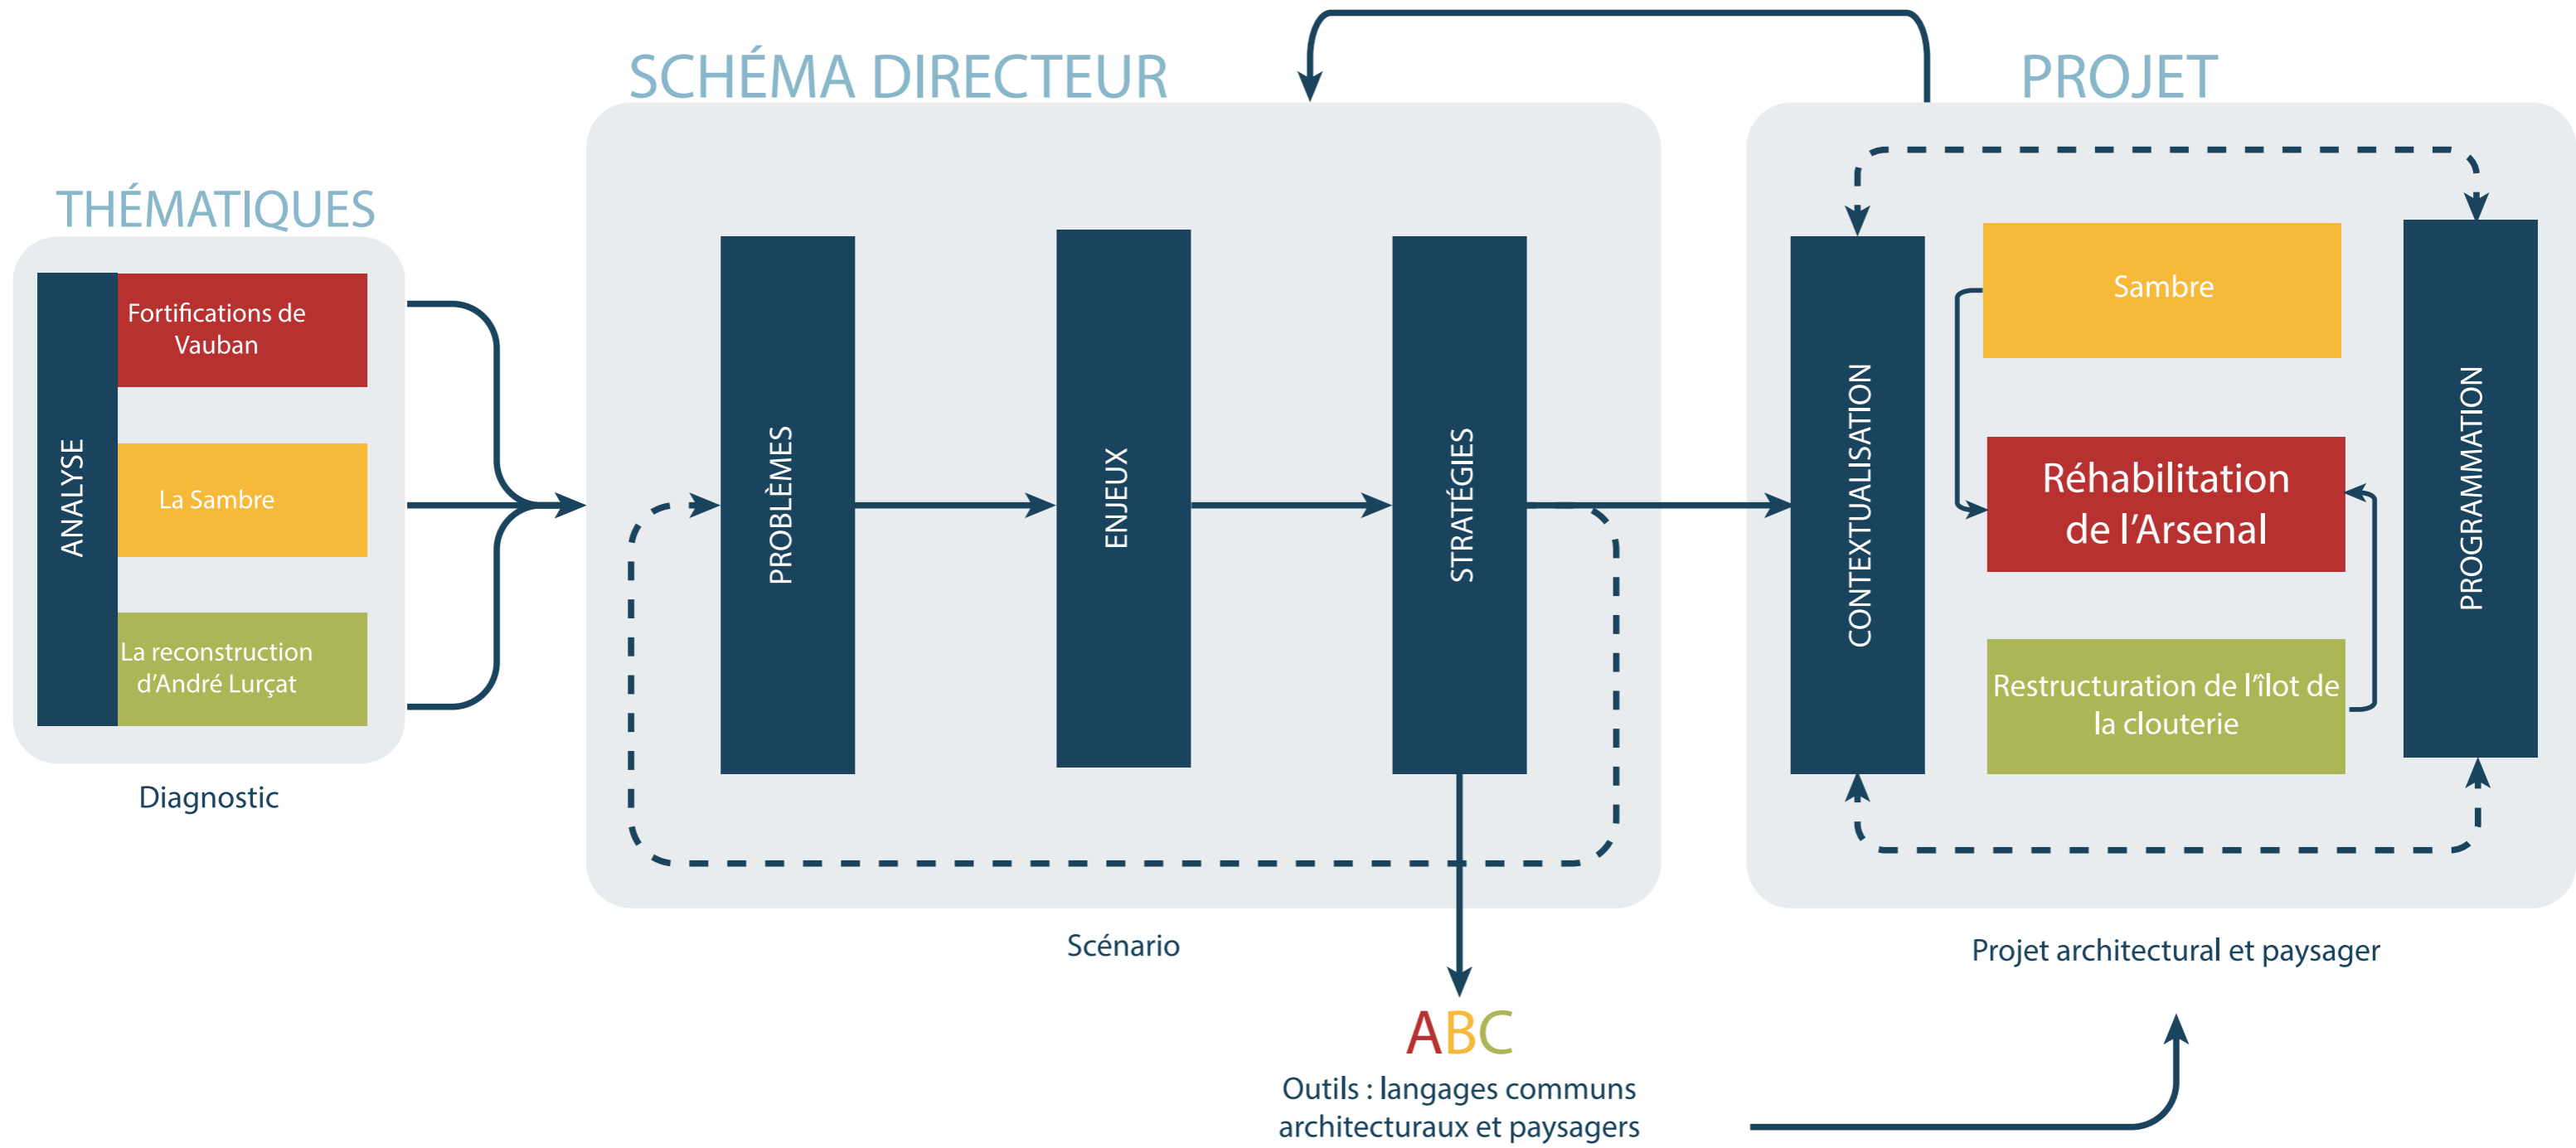 THÉMATIQUES
ANALYSE
Fortifications de
Vauban
La Sambre
La reconstruction
d’André Lurçat
Diagnostic
SCHÉMA DIRECTEUR
PROBLÈMES
ENJEUX
STRATÉGIES
Scénario
ABC
Outils : langages communs
architecturaux et paysagers
PROJET
CONTEXTUALISATION
Sambre
Réhabilitation
de l’Arsenal
Restructuration de l’îlot de
la clouterie
PROGRAMMATION
Projet architectural et paysager